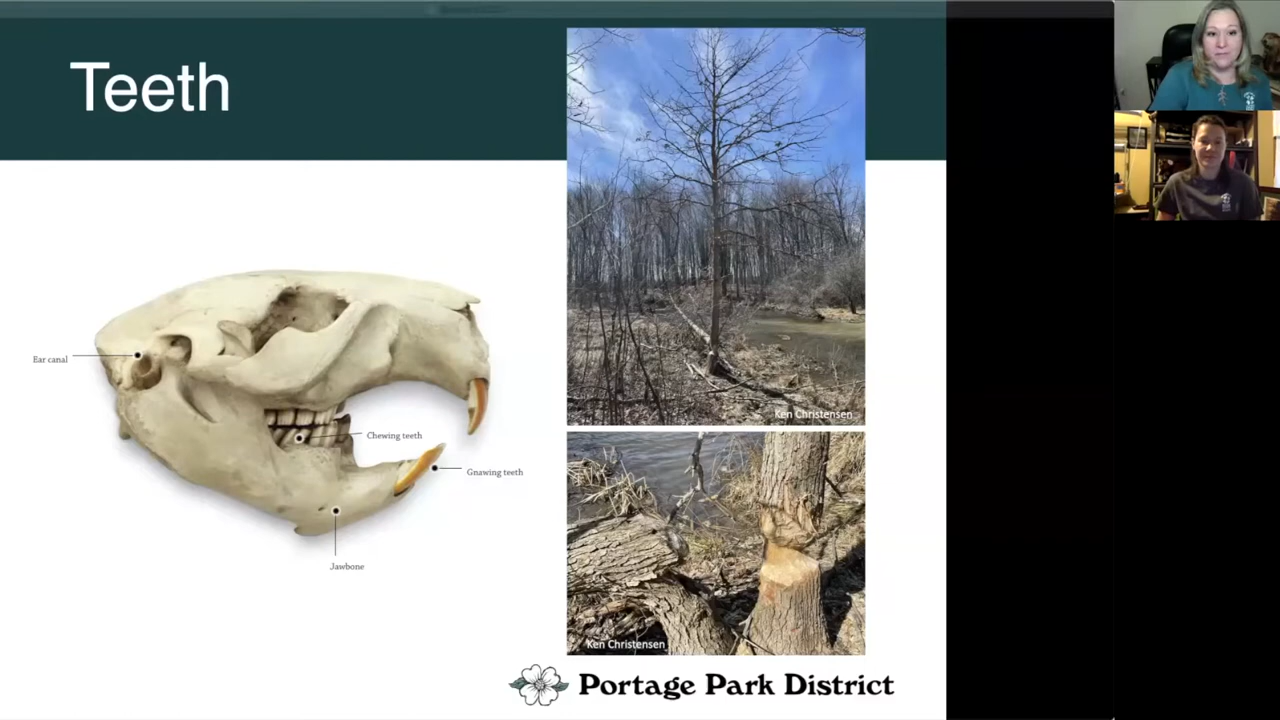 Teeth
Ken Christensen
Ear canal
Chewing teeth
Gnawing teeth
Jawbone
Ken Christensen
Portage Park District